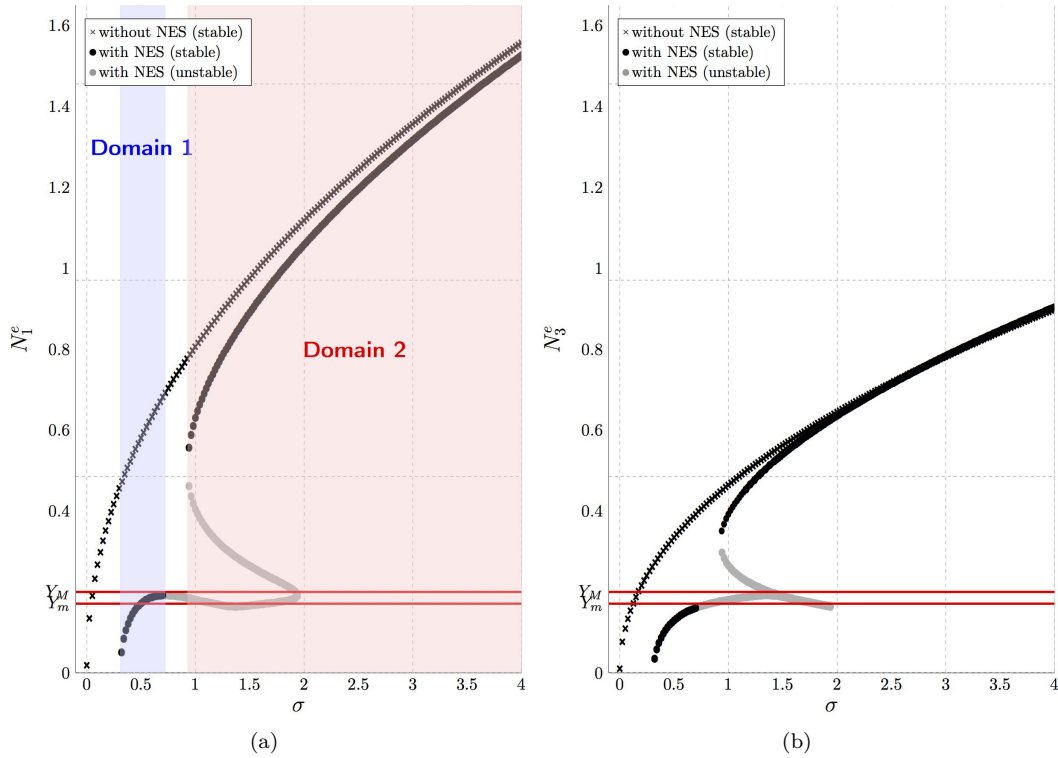 1.6
× without NES (stable)
● with NES (stable)
● with NES (unstable)
1.4
Domain 1
1.2
1
N₁ᵉ
0.8
Domain 2
0.6
0.4
Y_M
Y_m
0
0 0.5 1 1.5 2 2.5 3 3.5 4
σ
(a)
1.6
× without NES (stable)
● with NES (stable)
● with NES (unstable)
1.4
1.2
1
N₃ᵉ
0.8
0.6
0.4
Y_M
Y_m
0
0 0.5 1 1.5 2 2.5 3 3.5 4
σ
(b)